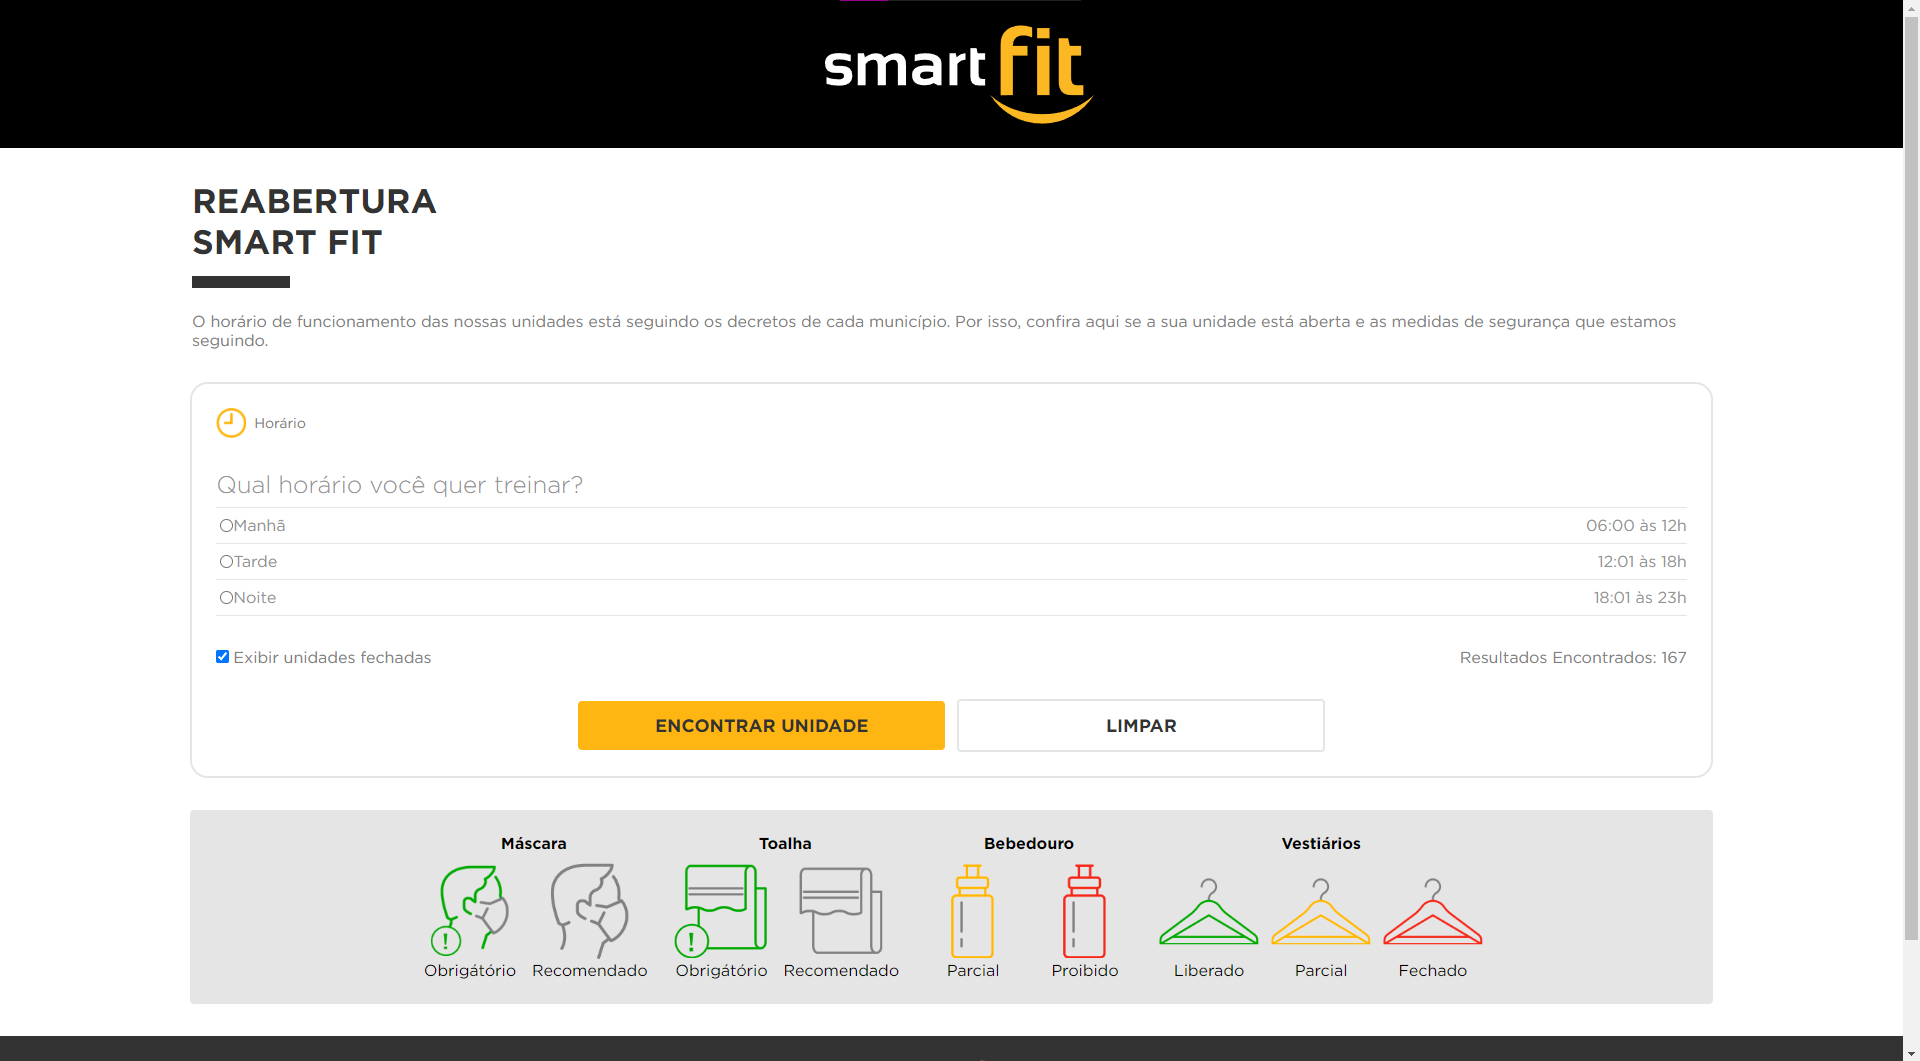 smart fit
REABERTURA
SMART FIT
O horário de funcionamento das nossas unidades está seguindo os decretos de cada município. Por isso, confira aqui se a sua unidade está aberta e as medidas de segurança que estamos
seguindo.
Horário
Qual horário você quer treinar?
Manhã 06:00 às 12h
Tarde 12:01 às 18h
Noite 18:01 às 23h
Exibir unidades fechadas Resultados Encontrados: 167
ENCONTRAR UNIDADE LIMPAR
Máscara Toalha Bebedouro Vestiários
! !
Obrigátório Recomendado Obrigátório Recomendado Parcial Proibido Liberado Parcial Fechado